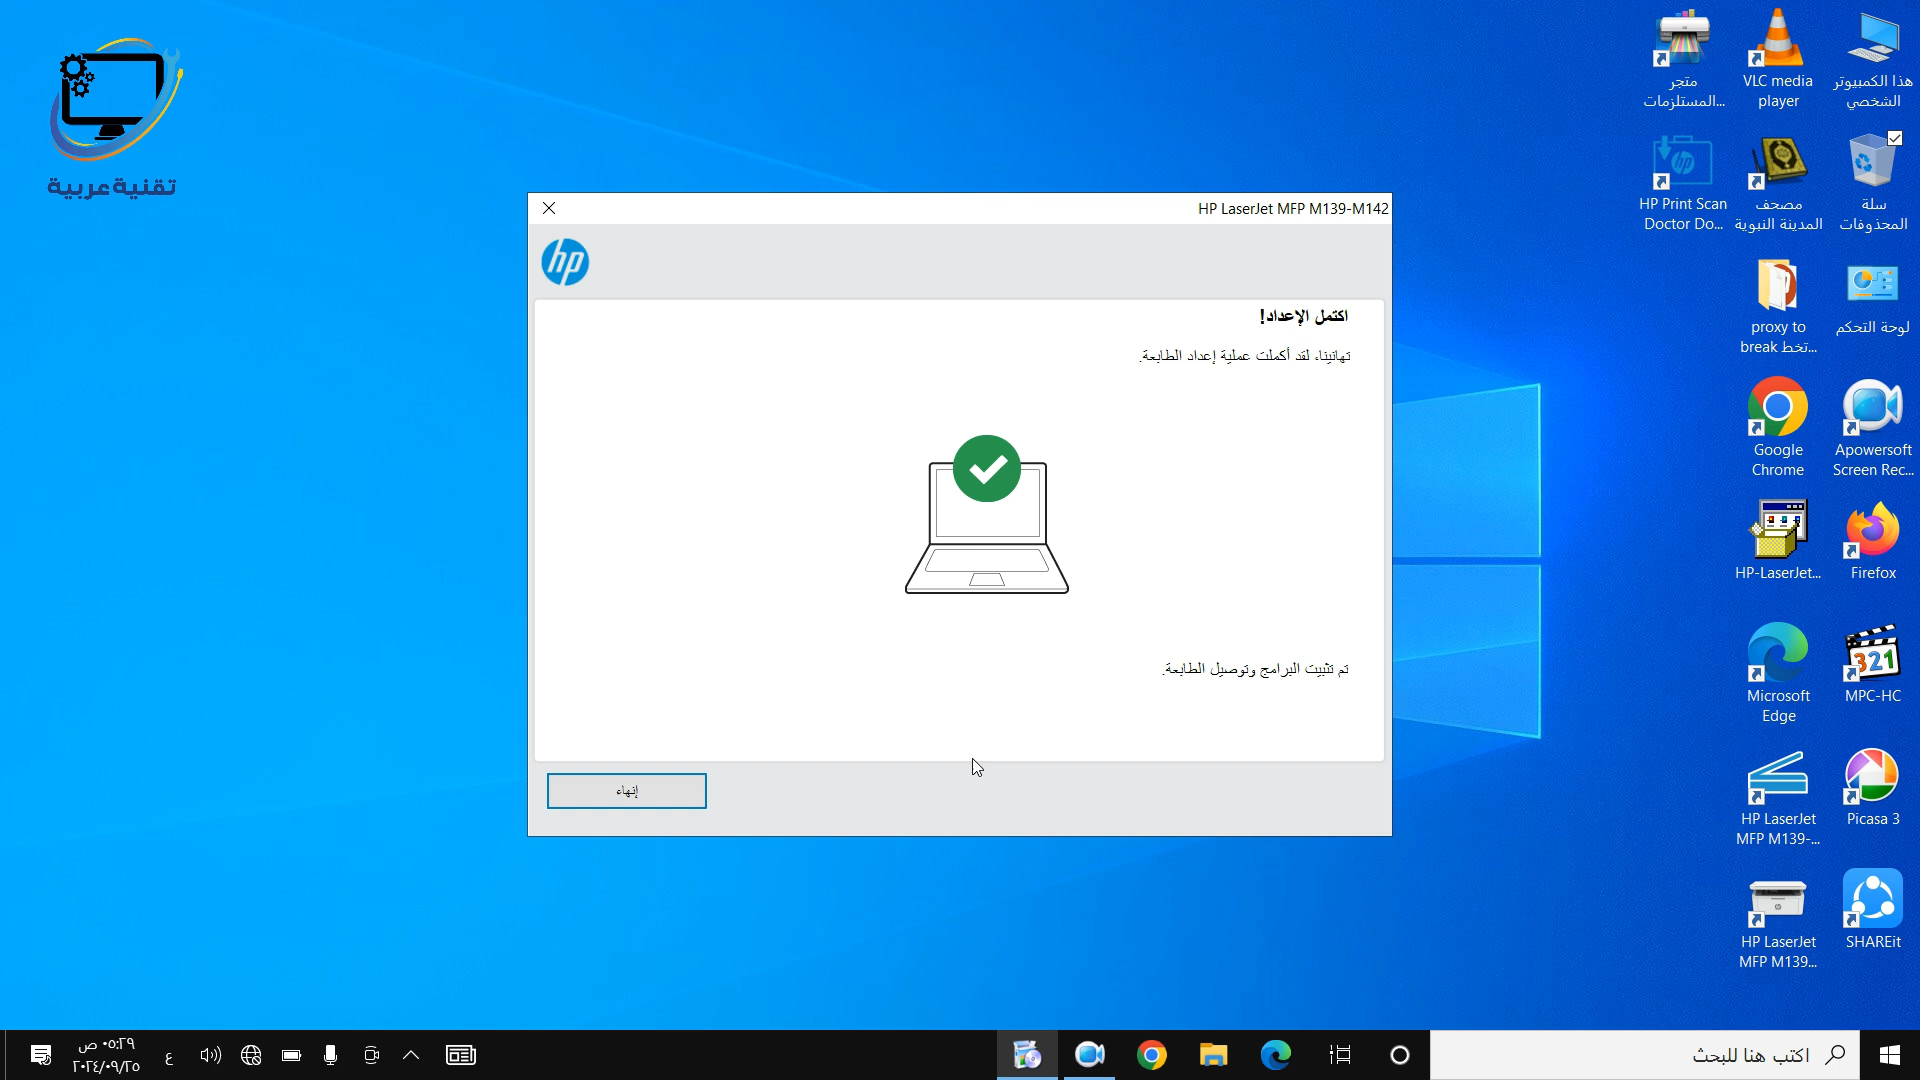 تقنية عربية
HP LaserJet MFP M139-M142
hp
اكتمل الإعداد!
تهانينا، لقد أكملت عملية إعداد الطابعة.
تم تثبيت البرامج وتوصيل الطابعة.
إنهاء
هذا الكمبيوتر
الشخصي
VLC media
player
متجر
المستلزمات...
سلة
المحذوفات
مصحف
المدينة النبوية
HP Print Scan
Doctor Do...
لوحة التحكم
proxy to
break تخط...
Apowersoft
Screen Rec...
Google
Chrome
Firefox
HP-LaserJet...
321
MPC-HC
Microsoft
Edge
Picasa 3
HP LaserJet
MFP M139-...
SHAREit
HP LaserJet
MFP M139...
اكتب هنا للبحث
ع
٠٥:٢٩ ص
٢٠٢٤/٠٩/٢٥